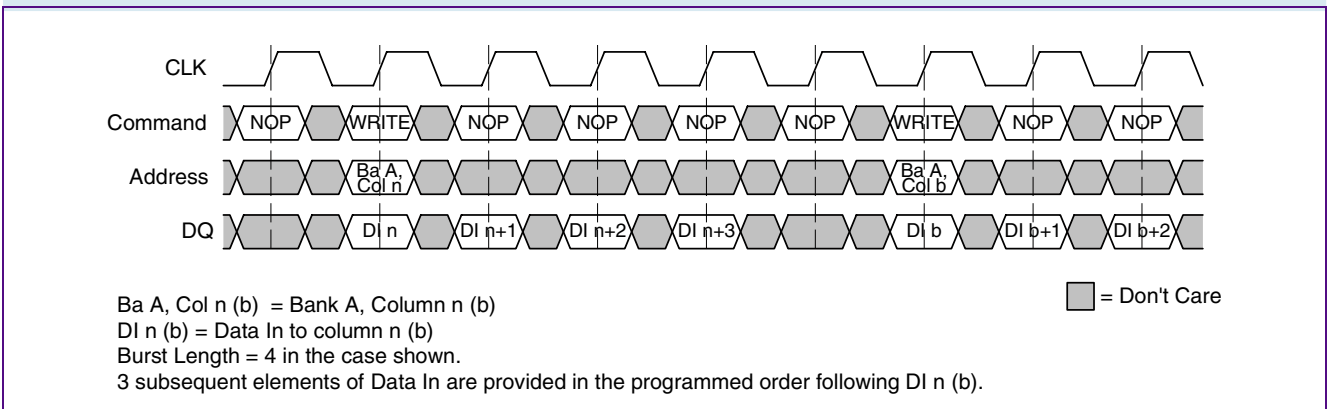 CLK
Command NOP WRITE NOP NOP NOP NOP WRITE NOP NOP
Address Ba A, Col n Ba A, Col b
DQ DI n DI n+1 DI n+2 DI n+3 DI b DI b+1 DI b+2
Ba A, Col n (b) = Bank A, Column n (b)
= Don't Care
DI n (b) = Data In to column n (b)
Burst Length = 4 in the case shown.
3 subsequent elements of Data In are provided in the programmed order following DI n (b).